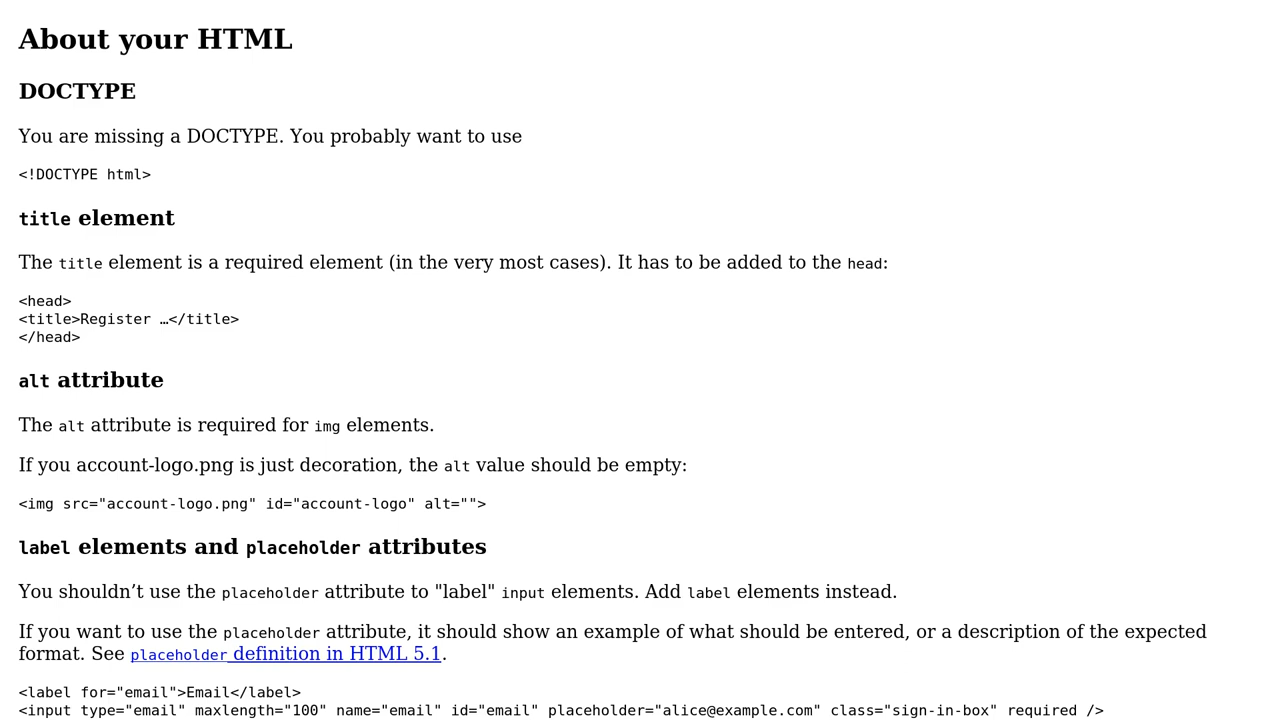 About your HTML
DOCTYPE
You are missing a DOCTYPE. You probably want to use
<!DOCTYPE html>
title element
The title element is a required element (in the very most cases). It has to be added to the head:
<head>
<title>Register …</title>
</head>
alt attribute
The alt attribute is required for img elements.
If you account-logo.png is just decoration, the alt value should be empty:
<img src="account-logo.png" id="account-logo" alt="">
label elements and placeholder attributes
You shouldn’t use the placeholder attribute to "label" input elements. Add label elements instead.
If you want to use the placeholder attribute, it should show an example of what should be entered, or a description of the expected
format. See placeholder definition in HTML 5.1.
<label for="email">Email</label>
<input type="email" maxlength="100" name="email" id="email" placeholder="alice@example.com" class="sign-in-box" required />